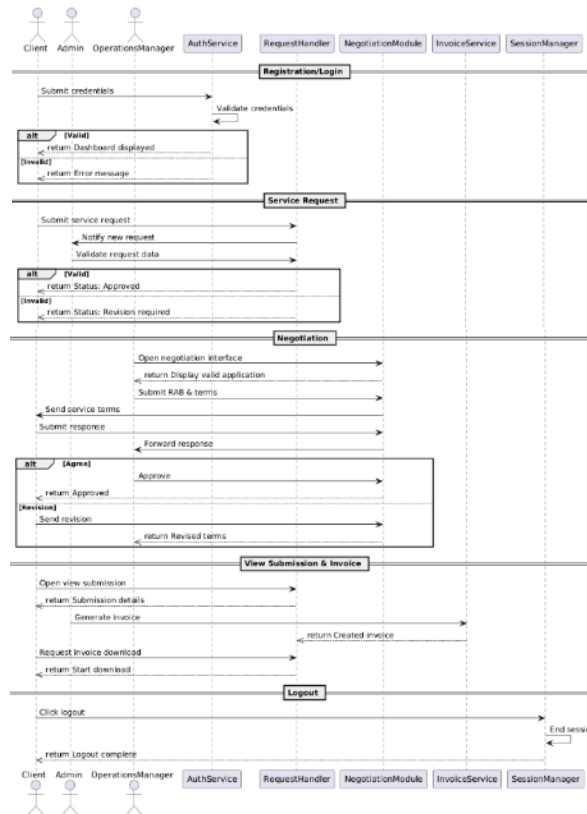 Client Admin OperationsManager AuthService RequestHandler NegotiationModule InvoiceService SessionManager
Registration/Login
Submit credentials
Validate credentials
alt [Valid]
return Dashboard displayed
[Invalid]
return Error message
Service Request
Submit service request
Notify new request
Validate request data
alt [Valid]
return Status: Approved
[Invalid]
return Status: Revision required
Negotiation
Open negotiation interface
return Display valid application
Submit RAB & terms
Send service terms
Submit response
Forward response
alt [Agree]
Approve
return Approved
[Revision]
Send revision
return Revised terms
View Submission & Invoice
Open view submission
return Submission details
Generate invoice
return Created invoice
Request invoice download
return Start download
Logout
Click logout
End sessi
return Logout complete
Client Admin OperationsManager AuthService RequestHandler NegotiationModule InvoiceService SessionManager